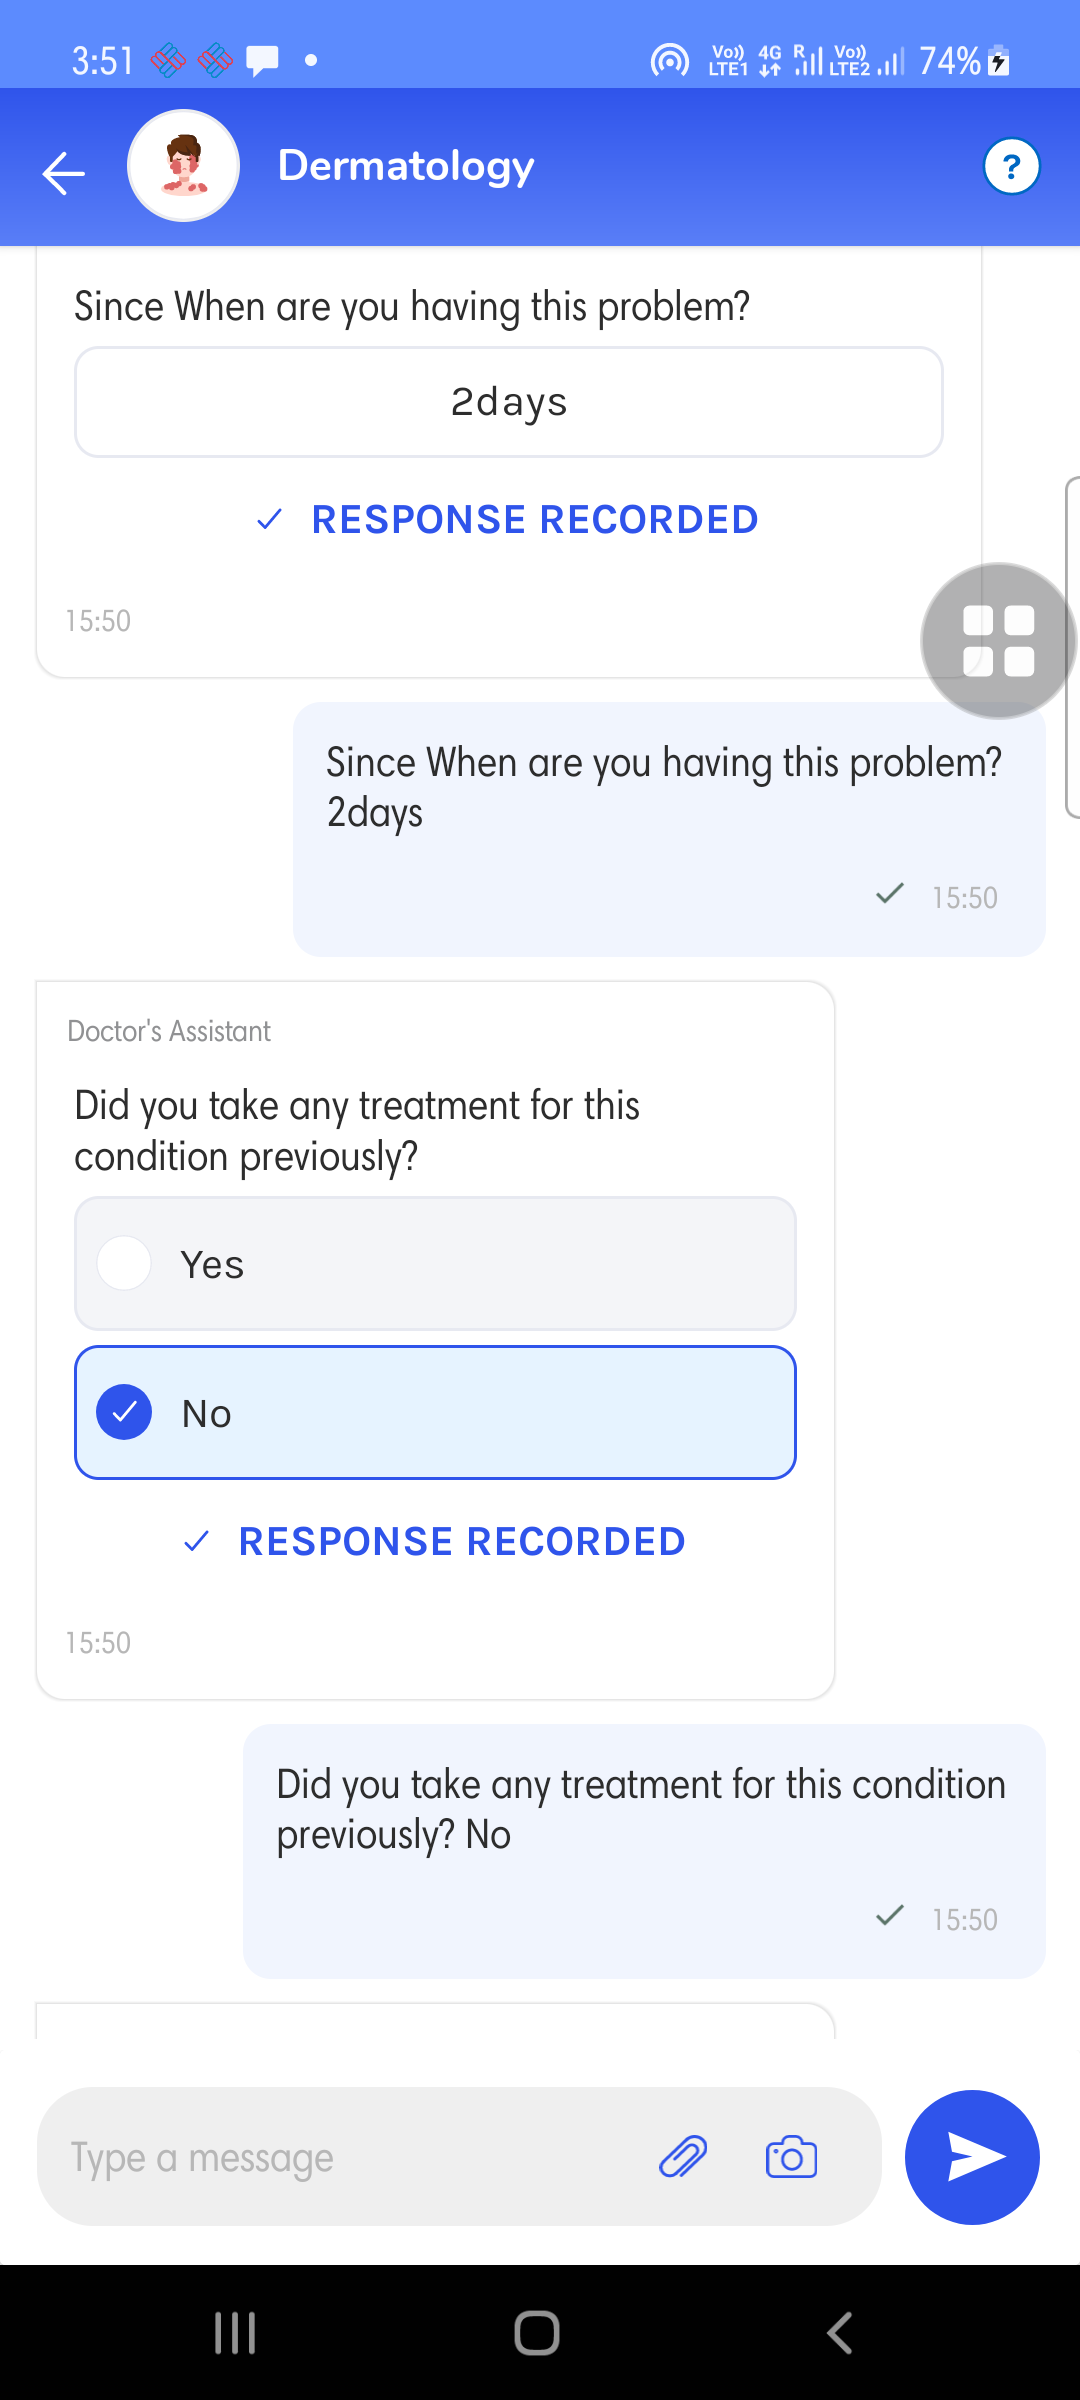 3:51
Vo)) LTE1 4G R Vo)) LTE2 74%
Dermatology
?
Since When are you having this problem?
2days
RESPONSE RECORDED
15:50
Since When are you having this problem?
2days
15:50
Doctor's Assistant
Did you take any treatment for this
condition previously?
Yes
No
RESPONSE RECORDED
15:50
Did you take any treatment for this condition
previously? No
15:50
Type a message